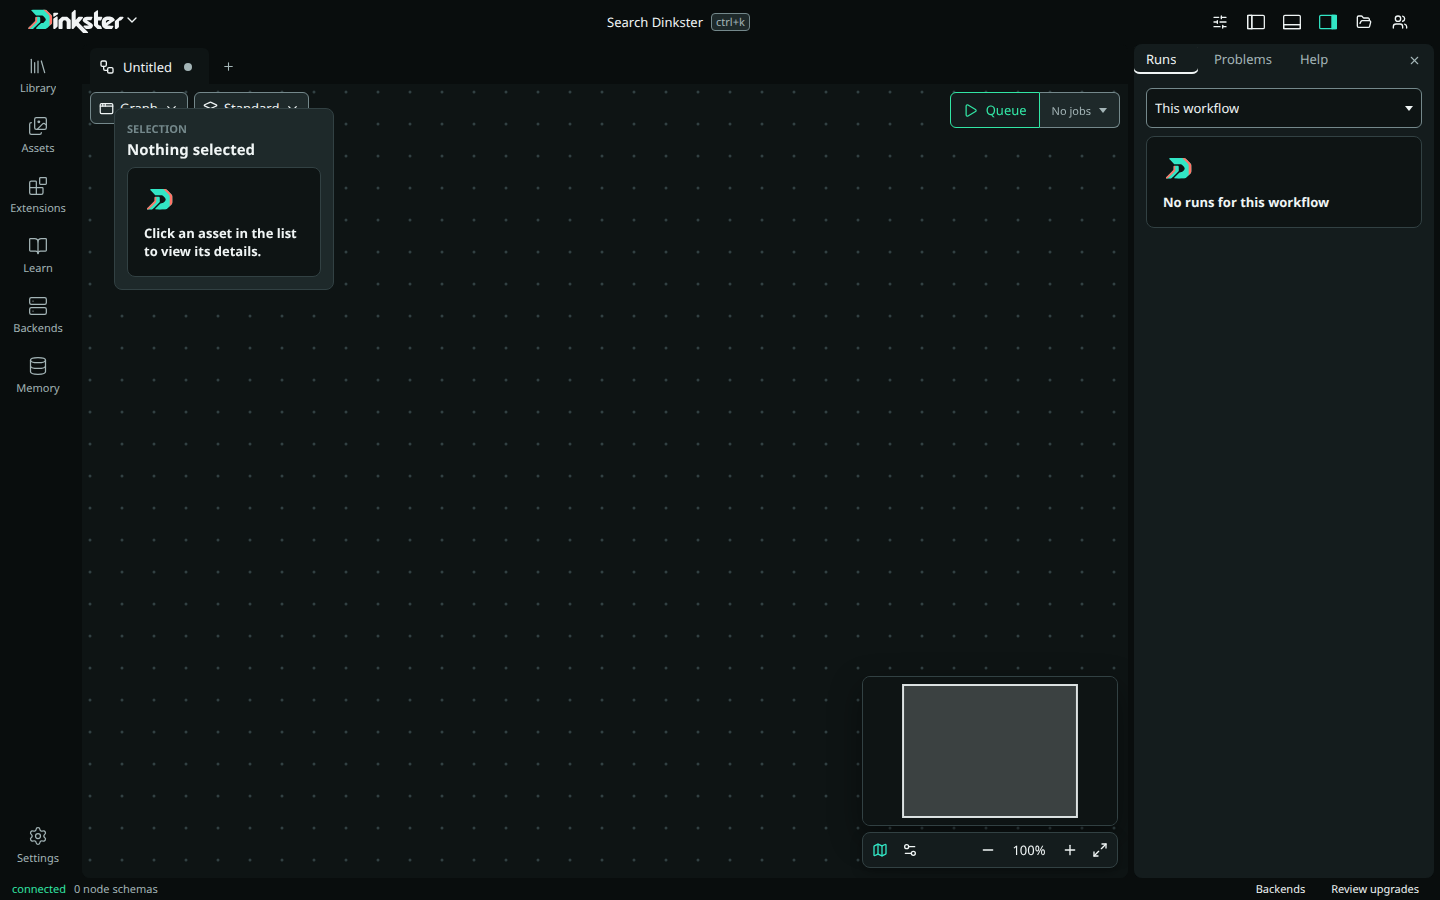 Dinkster
Search Dinkster ctrl+k
Library
Assets
Extensions
Learn
Backends
Memory
Settings
Untitled
Graph
Standard
SELECTION
Nothing selected
Click an asset in the list
to view its details.
Queue
No jobs
100%
Runs
Problems
Help
This workflow
No runs for this workflow
connected
0 node schemas
Backends
Review upgrades